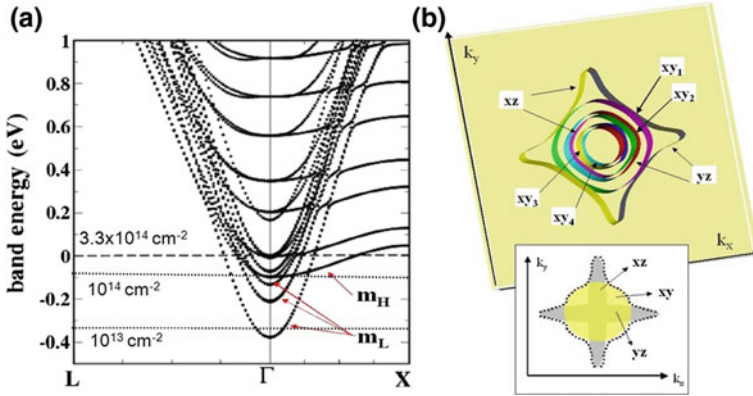 (a)
band energy (eV)
1
0.8
0.6
0.4
0.2
0
-0.2
-0.4
3.3x10¹⁴ cm⁻²
10¹⁴ cm⁻²
10¹³ cm⁻²
m_H
m_L
L
Γ
X
(b)
k_y
xy₁
xy₂
xz
yz
xy₃
xy₄
k_x
k_y
xz
xy
yz
k_x